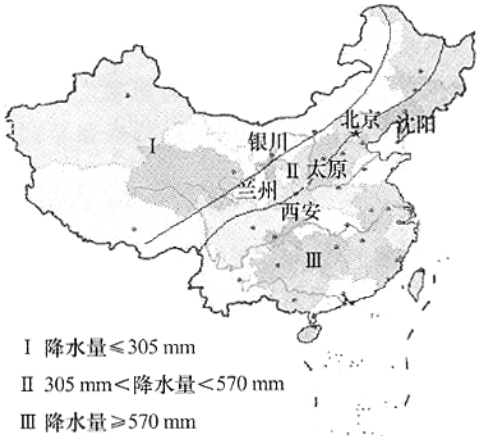 北京
沈阳
银川
Ⅰ
Ⅱ
太原
兰州
西安
Ⅲ
Ⅰ 降水量≤305 mm
Ⅱ 305 mm<降水量<570 mm
Ⅲ 降水量≥570 mm